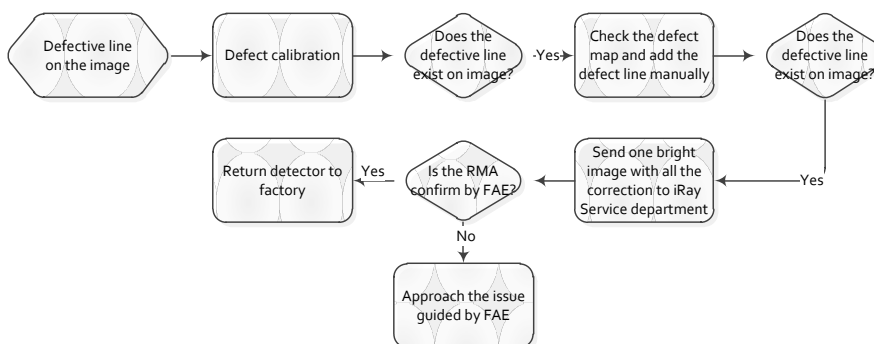 Defective line
on the image
Defect calibration
Does the
defective line
exist on image?
Yes
Check the defect
map and add the
defect line manually
Does the
defective line
exist on image?
Yes
Send one bright
image with all the
correction to iRay
Service department
Is the RMA
confirm by FAE?
Yes
Return detector to
factory
No
Approach the issue
guided by FAE